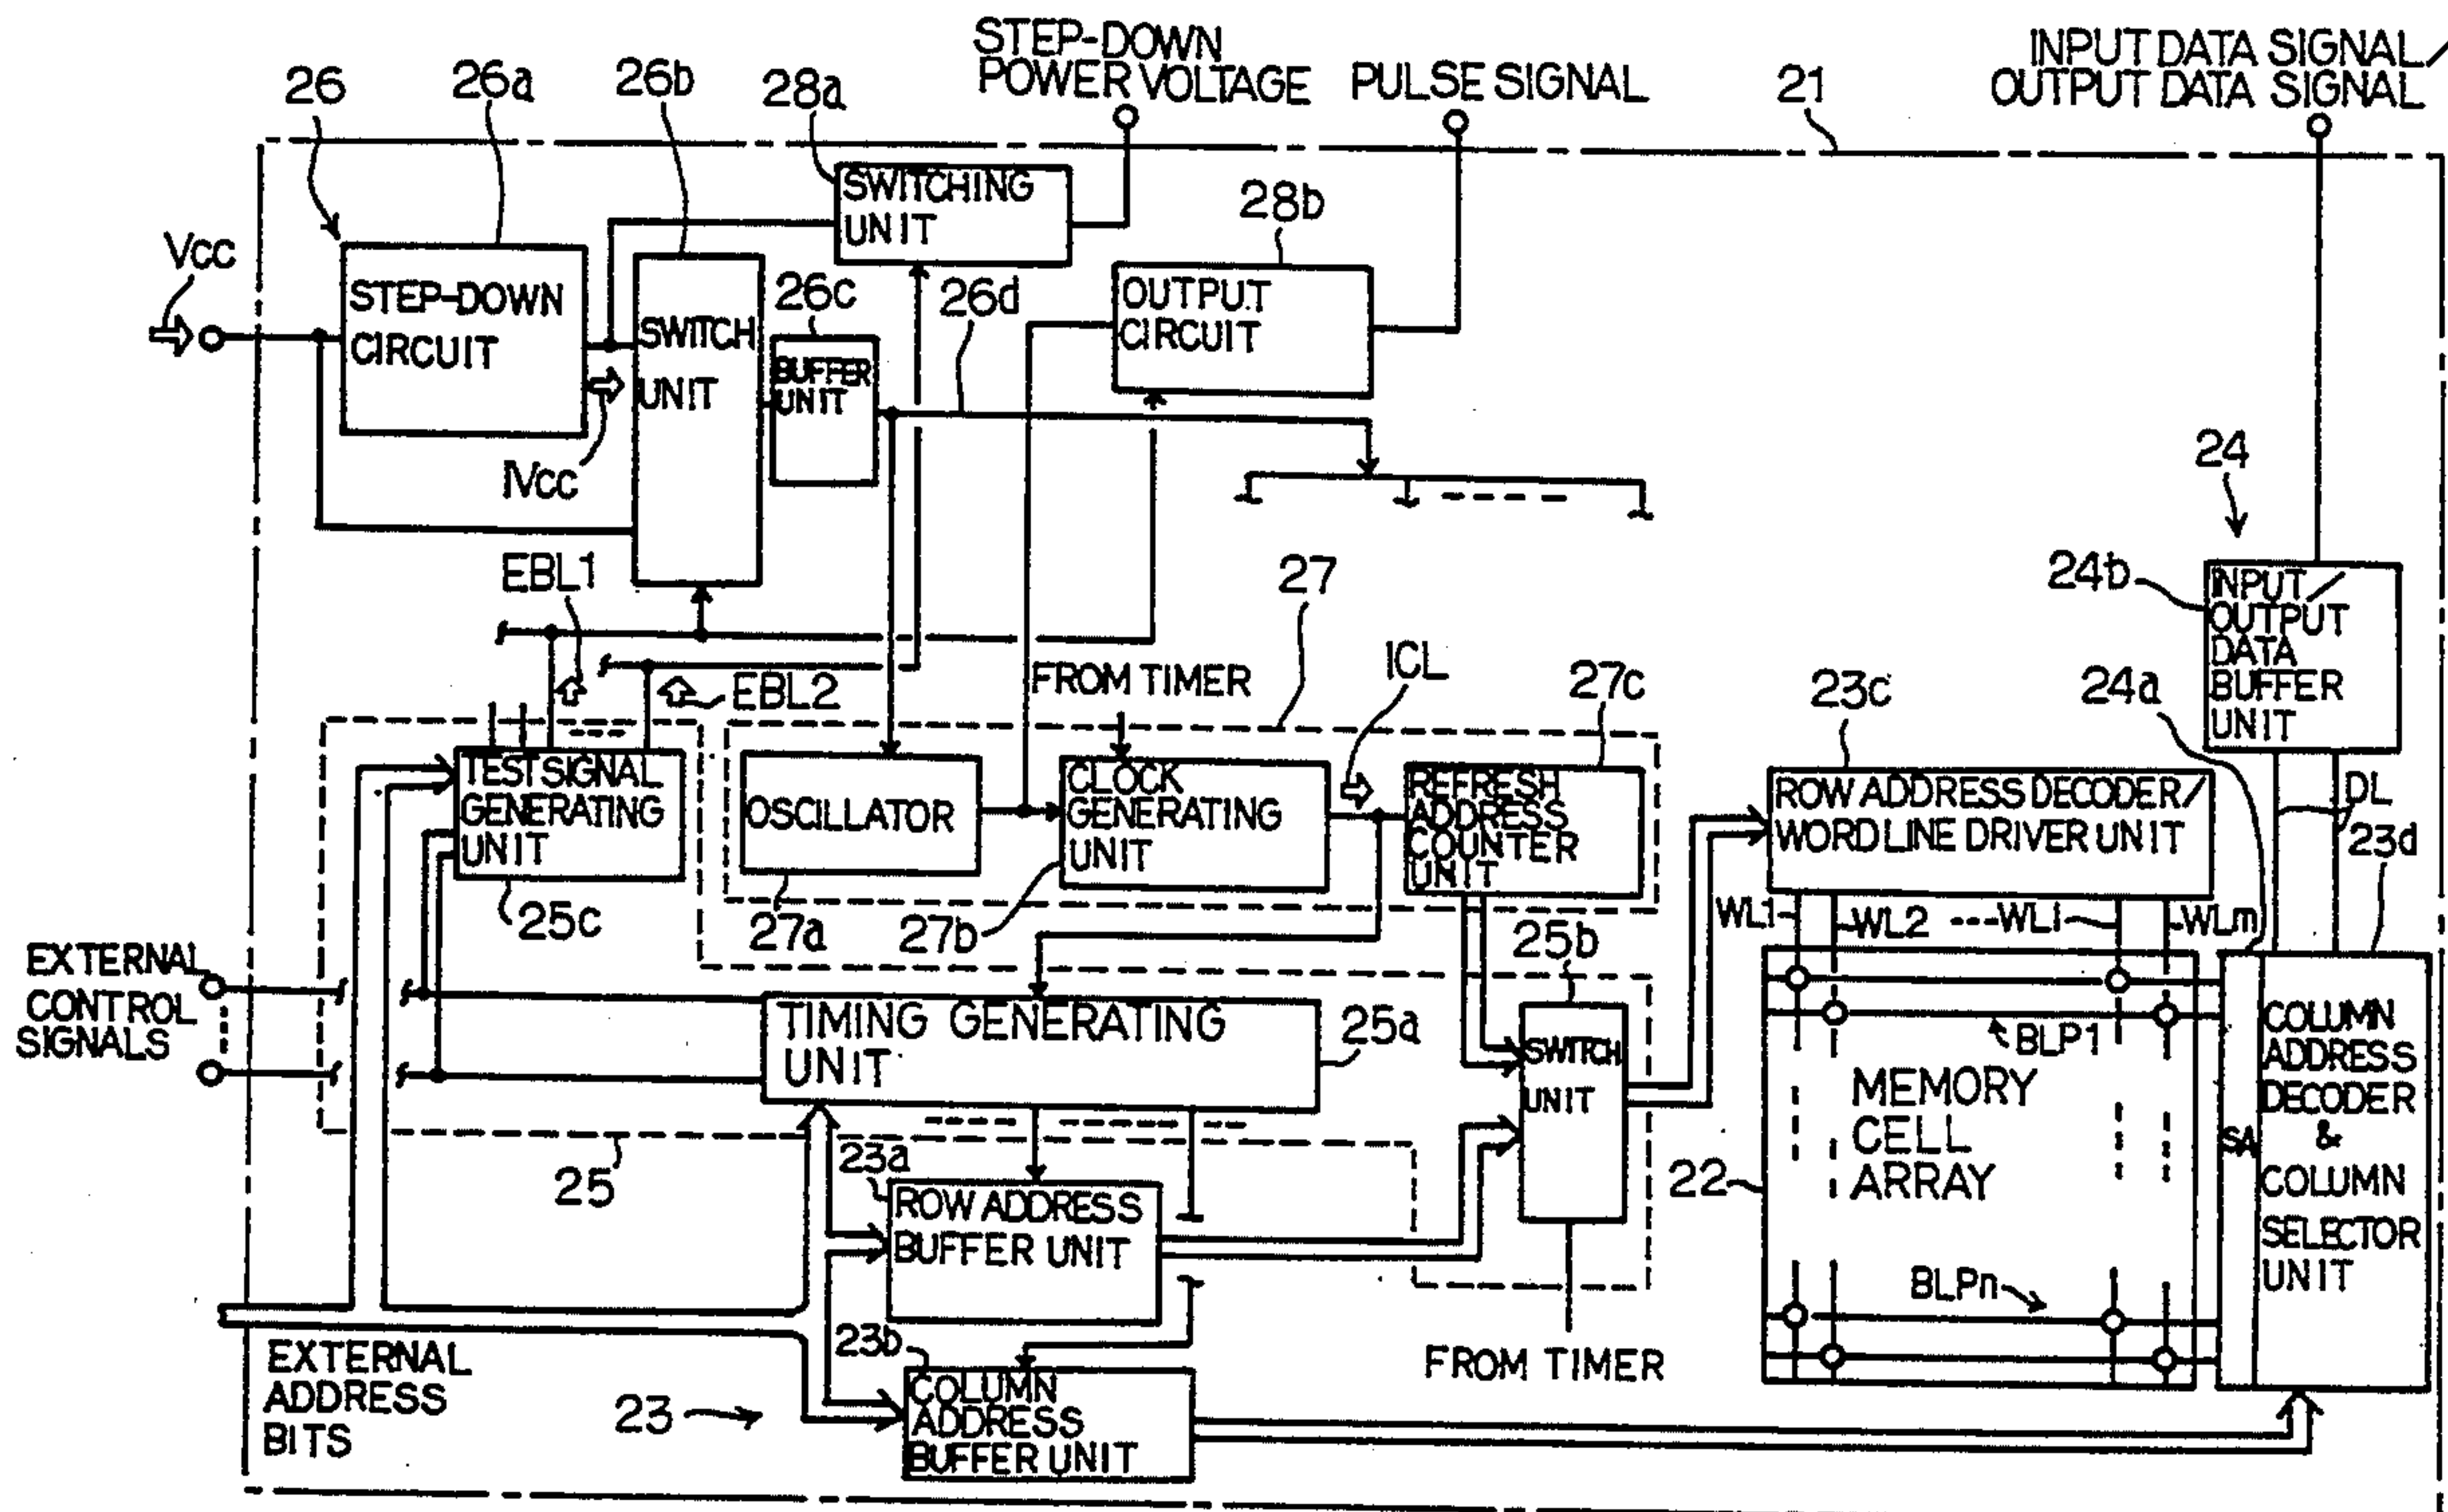 STEP-DOWN
POWER VOLTAGE
PULSE SIGNAL
INPUT DATA SIGNAL/
OUTPUT DATA SIGNAL
26
26a
26b
28a
21
SWITCHING
UNIT
28b
Vcc
STEP-DOWN
CIRCUIT
SWITCH
UNIT
26c
BUFFER
UNIT
26d
OUTPUT
CIRCUIT
IVcc
24
EBL1
27
24b
INPUT/
OUTPUT
DATA
BUFFER
UNIT
EBL2
FROM TIMER
ICL
27c
23c
24a
TEST SIGNAL
GENERATING
UNIT
OSCILLATOR
CLOCK
GENERATING
UNIT
REFRESH
ADDRESS
COUNTER
UNIT
ROW ADDRESS DECODER/
WORD LINE DRIVER UNIT
DL
23d
25c
27a
27b
25b
WL1
WL2
WLi
WLm
EXTERNAL
CONTROL
SIGNALS
TIMING GENERATING
UNIT
25a
SWITCH
UNIT
BLP1
MEMORY
CELL
ARRAY
22
SA
COLUMN
ADDRESS
DECODER
&
COLUMN
SELECTOR
UNIT
25
23a
ROW ADDRESS
BUFFER UNIT
BLPn
EXTERNAL
ADDRESS
BITS
23b
FROM TIMER
23
COLUMN
ADDRESS
BUFFER UNIT